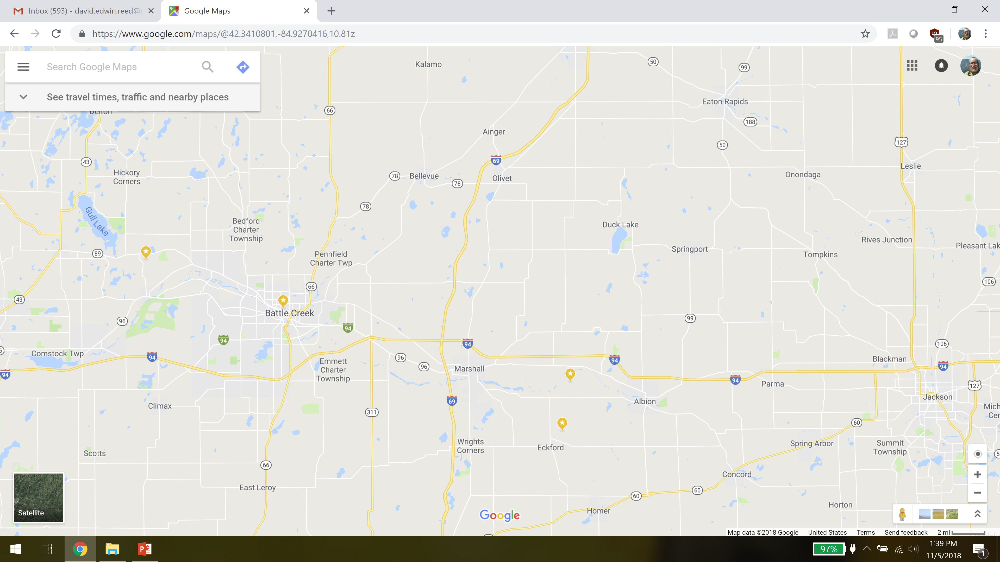 Inbox (593) - david.edwin.reed@
Google Maps
https://www.google.com/maps/@42.3410801,-84.9270416,10.81z
95
Search Google Maps
See travel times, traffic and nearby places
Kalamo
50
99
Eaton Rapids
Delton
66
188
Ainger
127
50
69
43
Leslie
Hickory
Corners
78
Bellevue
78
Olivet
Onondaga
78
Gull Lake
Bedford
Charter
Township
Duck Lake
Rives Junction
Pleasant Lak
89
Springport
Tompkins
Pennfield
Charter Twp
66
106
43
Battle Creek
96
99
94
94
94
106
Comstock Twp
94
96
94
Blackman
94
94
Emmett
Charter
Township
96
Marshall
94
Parma
127
69
Jackson
Climax
311
Albion
Mich
Cer
60
Wrights
Corners
Eckford
Spring Arbor
Summit
Township
5
Scotts
66
Concord
East Leroy
60
60
Horton
Homer
Satellite
Google
Map data ©2018 Google
United States
Terms
Send feedback
2 mi
97%
1:39 PM
11/5/2018
1